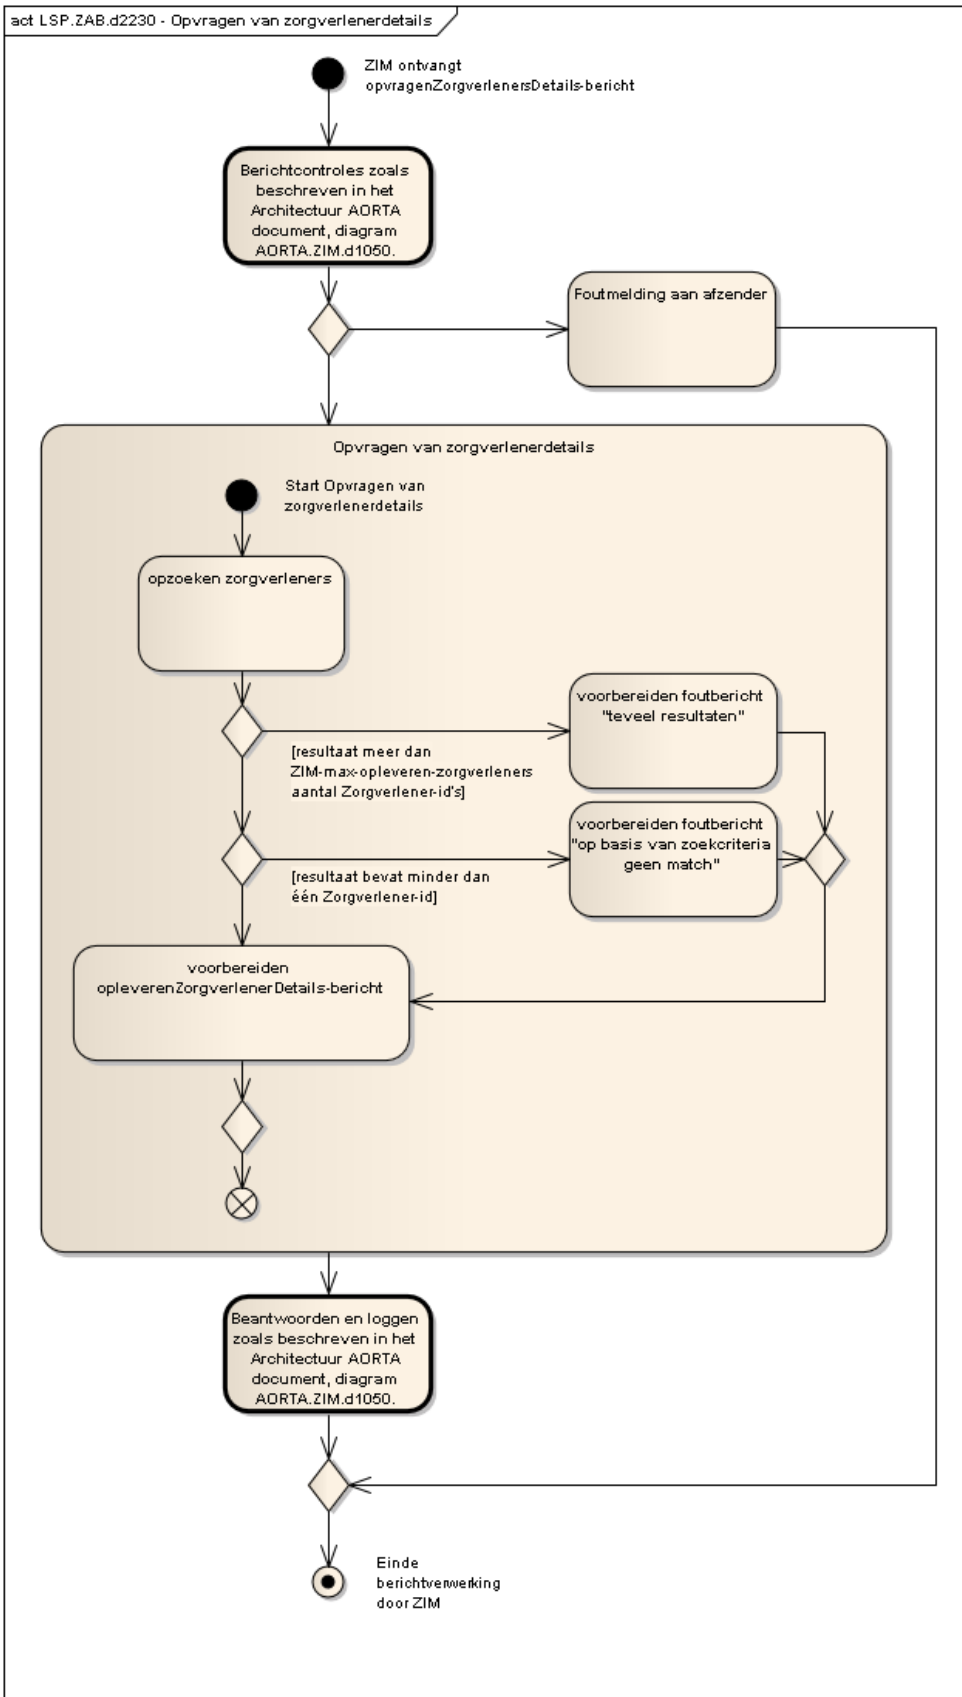 act LSP.ZAB.d2230 - Opvragen van zorgverlenerdetails
ZIM ontvangt
opvragenZorgverlenersDetails-bericht
Berichtcontroles zoals
beschreven in het
Architectuur AORTA
document, diagram
AORTA.ZIM.d1050.
Foutmelding aan afzender
Opvragen van zorgverlenerdetails
Start Opvragen van
zorgverlenerdetails
opzoeken zorgverleners
voorbereiden foutbericht
"teveel resultaten"
[resultaat meer dan
ZIM-max-opleveren-zorgverleners
aantal Zorgverlener-id's]
voorbereiden foutbericht
"op basis van zoekcriteria
geen match"
[resultaat bevat minder dan
één Zorgverlener-id]
voorbereiden
opleverenZorgverlenerDetails-bericht
Beantwoorden en loggen
zoals beschreven in het
Architectuur AORTA
document, diagram
AORTA.ZIM.d1050.
Einde
berichtverwerking
door ZIM